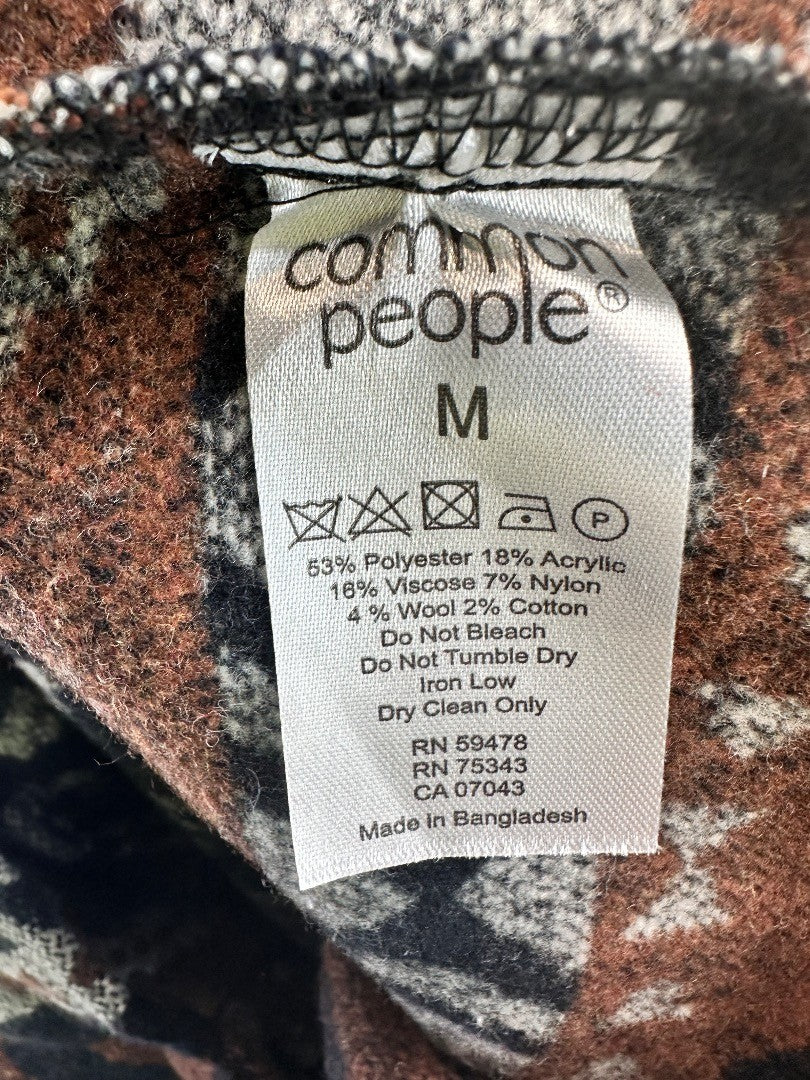 common
people®
M
P
53% Polyester 18% Acrylic
16% Viscose 7% Nylon
4 % Wool 2% Cotton
Do Not Bleach
Do Not Tumble Dry
Iron Low
Dry Clean Only
RN 59478
RN 75343
CA 07043
Made in Bangladesh